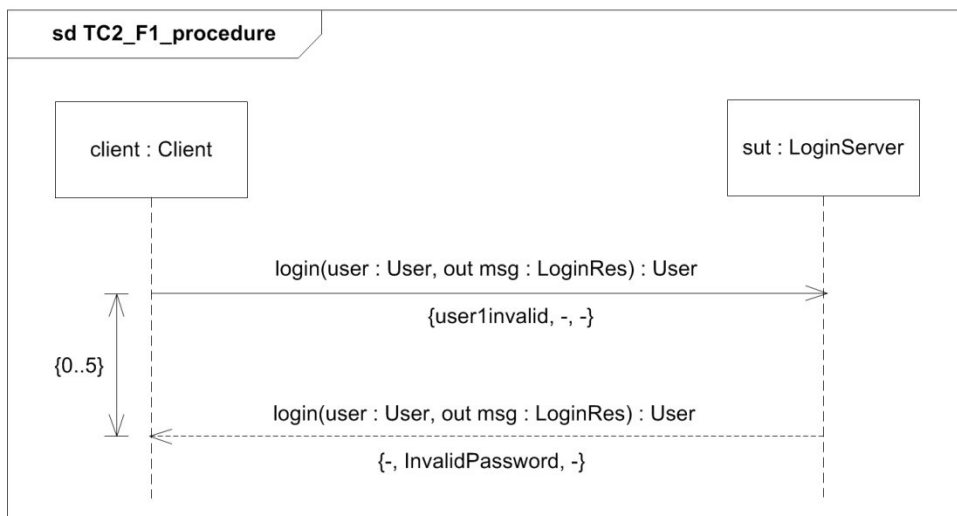 sd TC2_F1_procedure
client : Client
sut : LoginServer
login(user : User, out msg : LoginRes) : User
{user1invalid, -, -}
{0..5}
login(user : User, out msg : LoginRes) : User
{-, InvalidPassword, -}